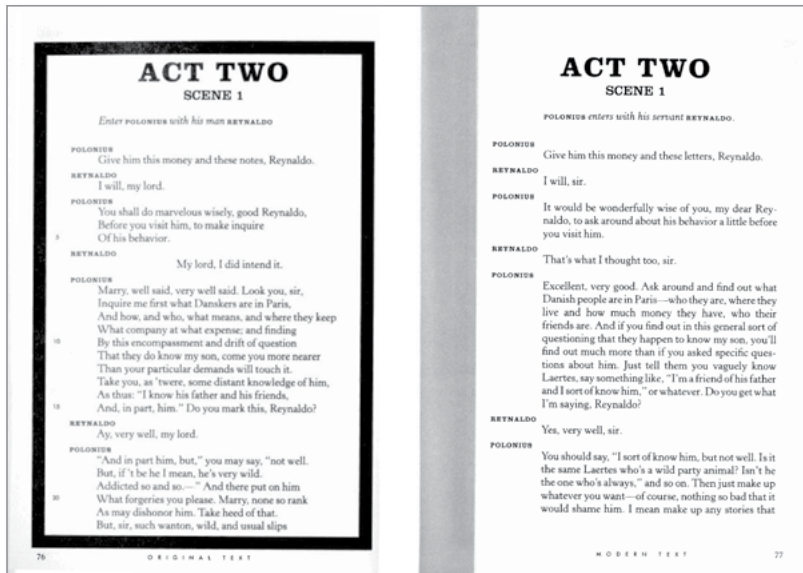 ACT TWO
SCENE 1
Enter POLONIUS with his man REYNALDO
POLONIUS
Give him this money and these notes, Reynaldo.
REYNALDO
I will, my lord.
POLONIUS
You shall do marvelous wisely, good Reynaldo,
Before you visit him, to make inquire
5 Of his behavior.
REYNALDO
My lord, I did intend it.
POLONIUS
Marry, well said, very well said. Look you, sir,
Inquire me first what Danskers are in Paris,
And how, and who, what means, and where they keep
What company at what expense; and finding
10 By this encompassment and drift of question
That they do know my son, come you more nearer
Than your particular demands will touch it.
Take you, as 'twere, some distant knowledge of him,
As thus: "I know his father and his friends,
15 And, in part, him." Do you mark this, Reynaldo?
REYNALDO
Ay, very well, my lord.
POLONIUS
"And in part him, but," you may say, "not well.
But, if 't be he I mean, he's very wild.
Addicted so and so.—" And there put on him
20 What forgeries you please. Marry, none so rank
As may dishonor him. Take heed of that.
But, sir, such wanton, wild, and usual slips
76 ORIGINAL TEXT
ACT TWO
SCENE 1
POLONIUS enters with his servant REYNALDO.
POLONIUS
Give him this money and these letters, Reynaldo.
REYNALDO
I will, sir.
POLONIUS
It would be wonderfully wise of you, my dear Rey-
naldo, to ask around about his behavior a little before
you visit him.
REYNALDO
That's what I thought too, sir.
POLONIUS
Excellent, very good. Ask around and find out what
Danish people are in Paris—who they are, where they
live and how much money they have, who their
friends are. And if you find out in this general sort of
questioning that they happen to know my son, you'll
find out much more than if you asked specific ques-
tions about him. Just tell them you vaguely know
Laertes, say something like, "I'm a friend of his father
and I sort of know him," or whatever. Do you get what
I'm saying, Reynaldo?
REYNALDO
Yes, very well, sir.
POLONIUS
You should say, "I sort of know him, but not well. Is it
the same Laertes who's a wild party animal? Isn't he
the one who's always," and so on. Then just make up
whatever you want—of course, nothing so bad that it
would shame him. I mean make up any stories that
MODERN TEXT 77